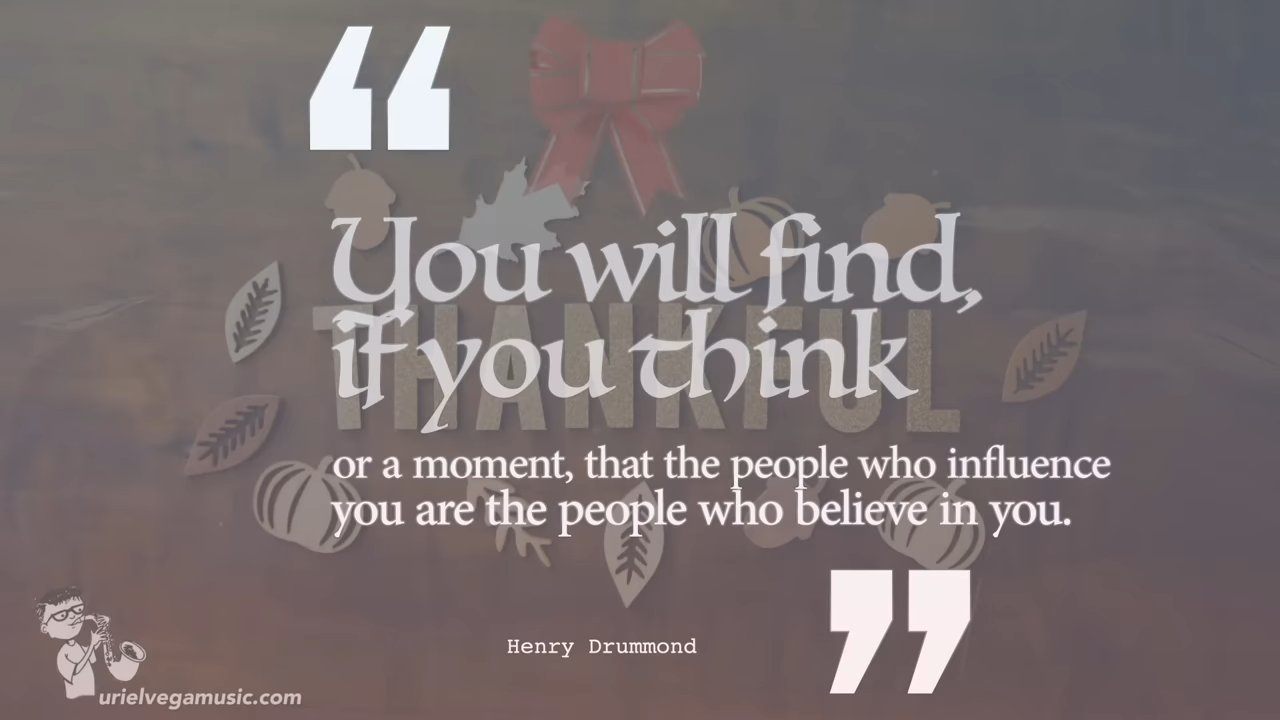 “
You will find,
THANKFUL
if you think
or a moment, that the people who influence
you are the people who believe in you.
”
Henry Drummond
urielvegamusic.com